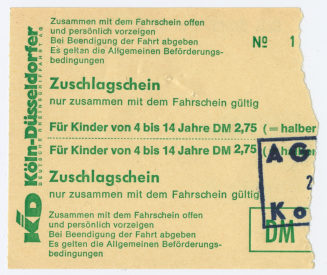 Zusammen mit dem Fahrschein offen
und persönlich vorzeigen
Bei Beendigung der Fahrt abgeben
Es gelten die Allgemeinen Beförderungs-
bedingungen
№ 1
Zuschlagschein
nur zusammen mit dem Fahrschein gültig
Für Kinder von 4 bis 14 Jahre DM 2,75 (= halber
Für Kinder von 4 bis 14 Jahre DM 2,75 (= halber
Zuschlagschein
nur zusammen mit dem Fahrschein gültig
Zusammen mit dem Fahrschein offen
und persönlich vorzeigen
Bei Beendigung der Fahrt abgeben
Es gelten die Allgemeinen Beförderungs-
bedingungen
DM
AG
2
Ko
KD Köln-Düsseldorfer